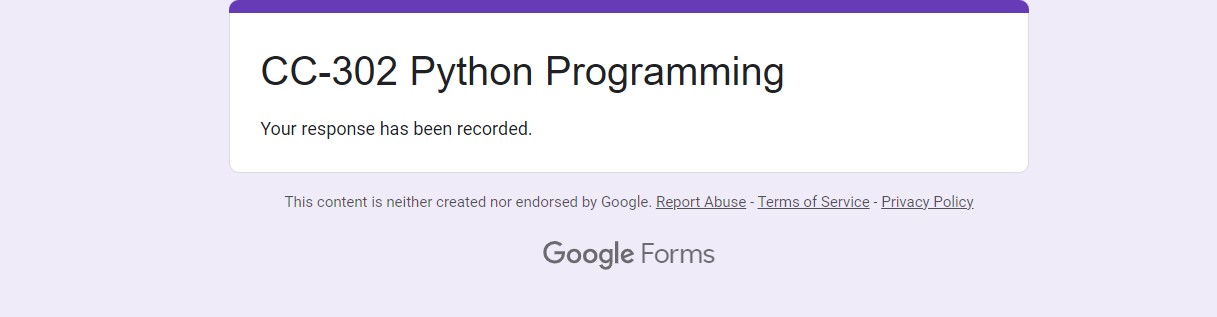 CC-302 Python Programming
Your response has been recorded.
This content is neither created nor endorsed by Google. Report Abuse - Terms of Service - Privacy Policy
Google Forms